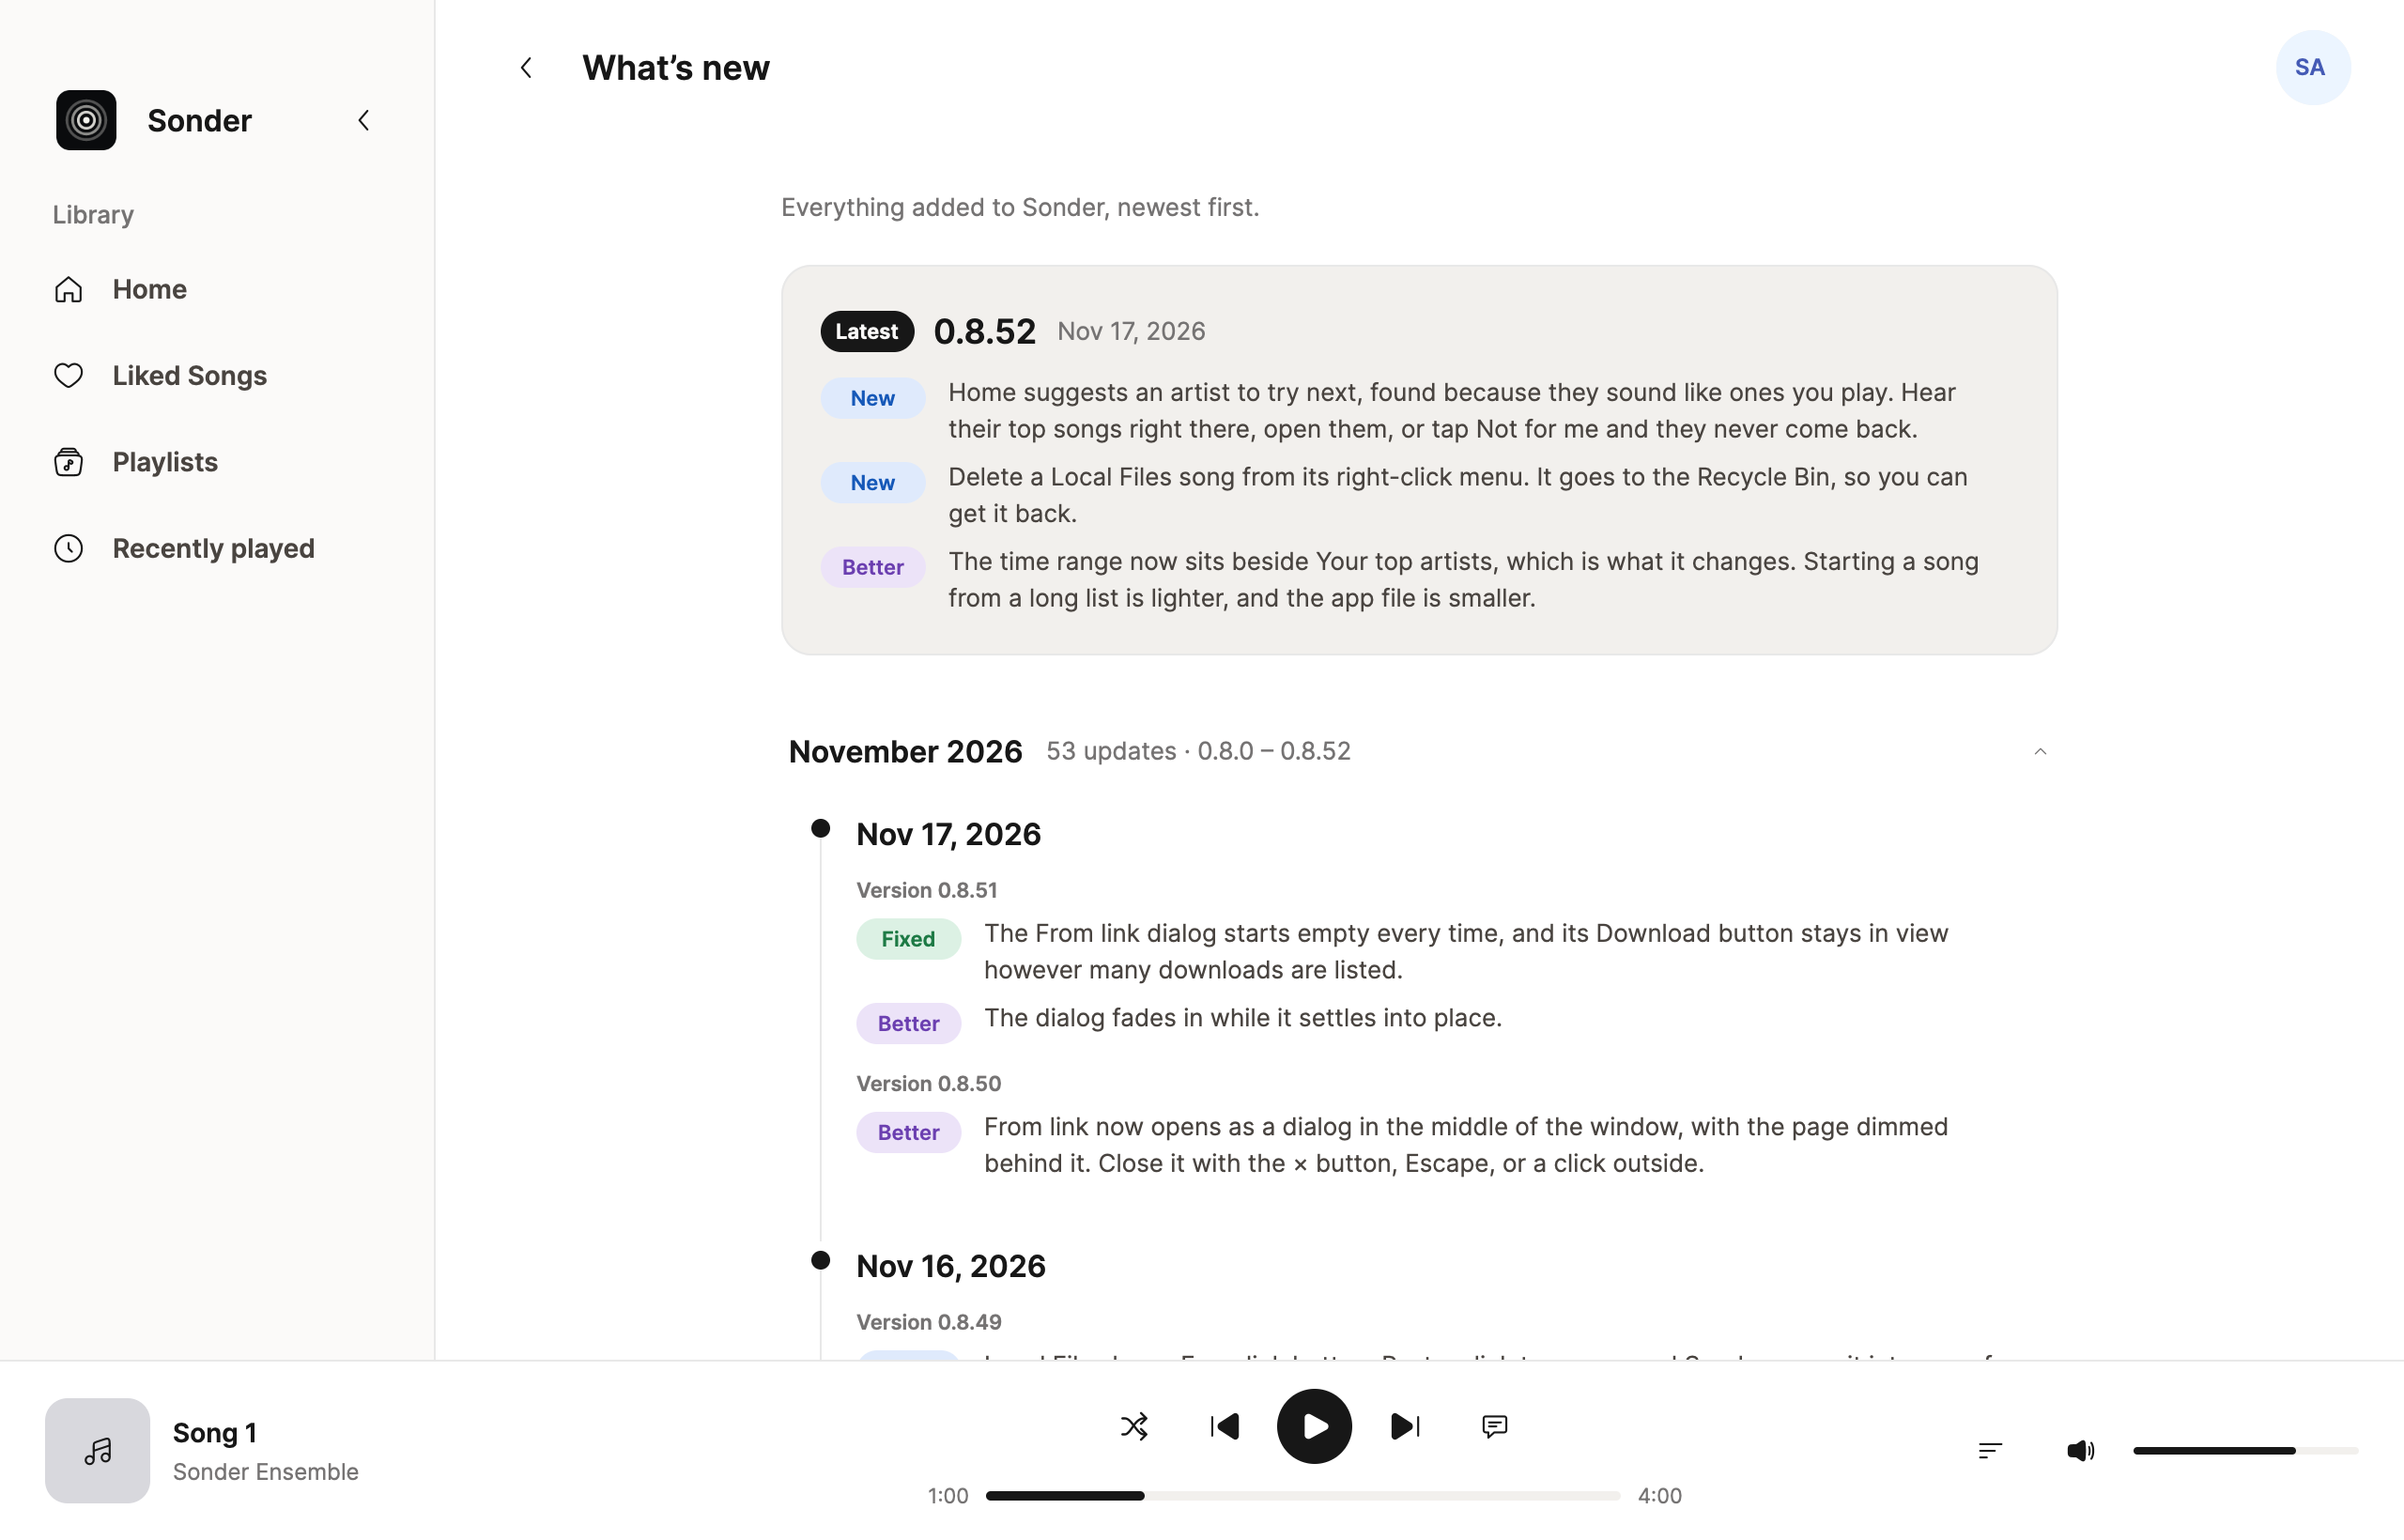 Sonder
Library
Home
Liked Songs
Playlists
Recently played
What’s new
SA
Everything added to Sonder, newest first.
Latest 0.8.52 Nov 17, 2026
New Home suggests an artist to try next, found because they sound like ones you play. Hear
their top songs right there, open them, or tap Not for me and they never come back.
New Delete a Local Files song from its right-click menu. It goes to the Recycle Bin, so you can
get it back.
Better The time range now sits beside Your top artists, which is what it changes. Starting a song
from a long list is lighter, and the app file is smaller.
November 2026 53 updates · 0.8.0 – 0.8.52
Nov 17, 2026
Version 0.8.51
Fixed The From link dialog starts empty every time, and its Download button stays in view
however many downloads are listed.
Better The dialog fades in while it settles into place.
Version 0.8.50
Better From link now opens as a dialog in the middle of the window, with the page dimmed
behind it. Close it with the × button, Escape, or a click outside.
Nov 16, 2026
Version 0.8.49
Song 1
Sonder Ensemble
1:00
4:00